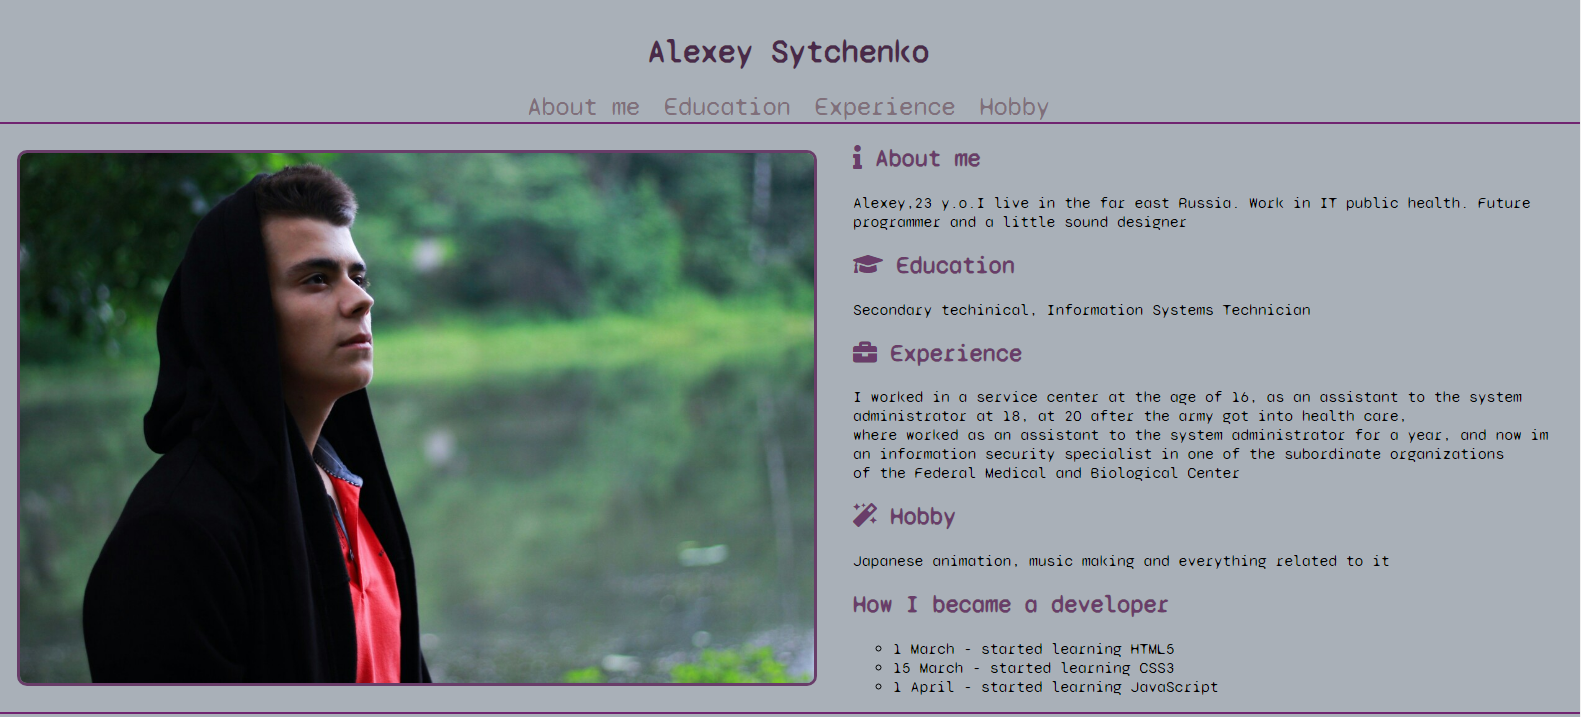 Alexey Sytchenko
About me Education Experience Hobby
About me
Alexey,23 y.o.I live in the far east Russia. Work in IT public health. Future
programmer and a little sound designer
Education
Secondary techinical, Information Systems Technician
Experience
I worked in a service center at the age of 16, as an assistant to the system
administrator at 18, at 20 after the army got into health care,
where worked as an assistant to the system administrator for a year, and now im
an information security specialist in one of the subordinate organizations
of the Federal Medical and Biological Center
Hobby
Japanese animation, music making and everything related to it
How I became a developer
1 March - started learning HTML5
15 March - started learning CSS3
1 April - started learning JavaScript